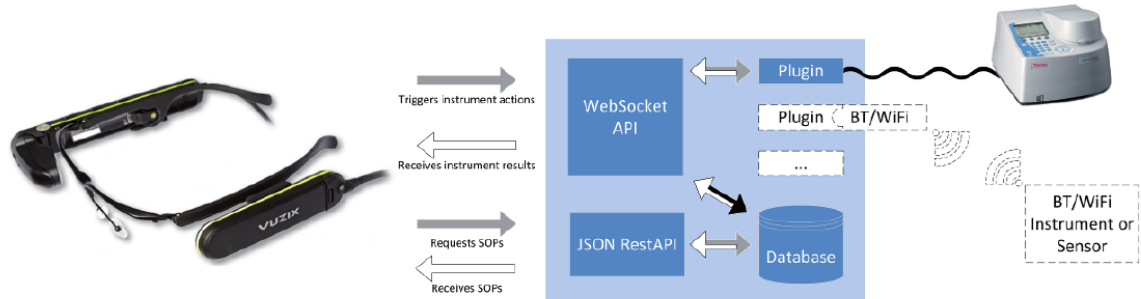 VUZIX
Triggers instrument actions
Receives instrument results
Requests SOPs
Receives SOPs
WebSocket
API
JSON RestAPI
Plugin
Plugin
BT/WiFi
...
Database
BT/WiFi
Instrument or
Sensor